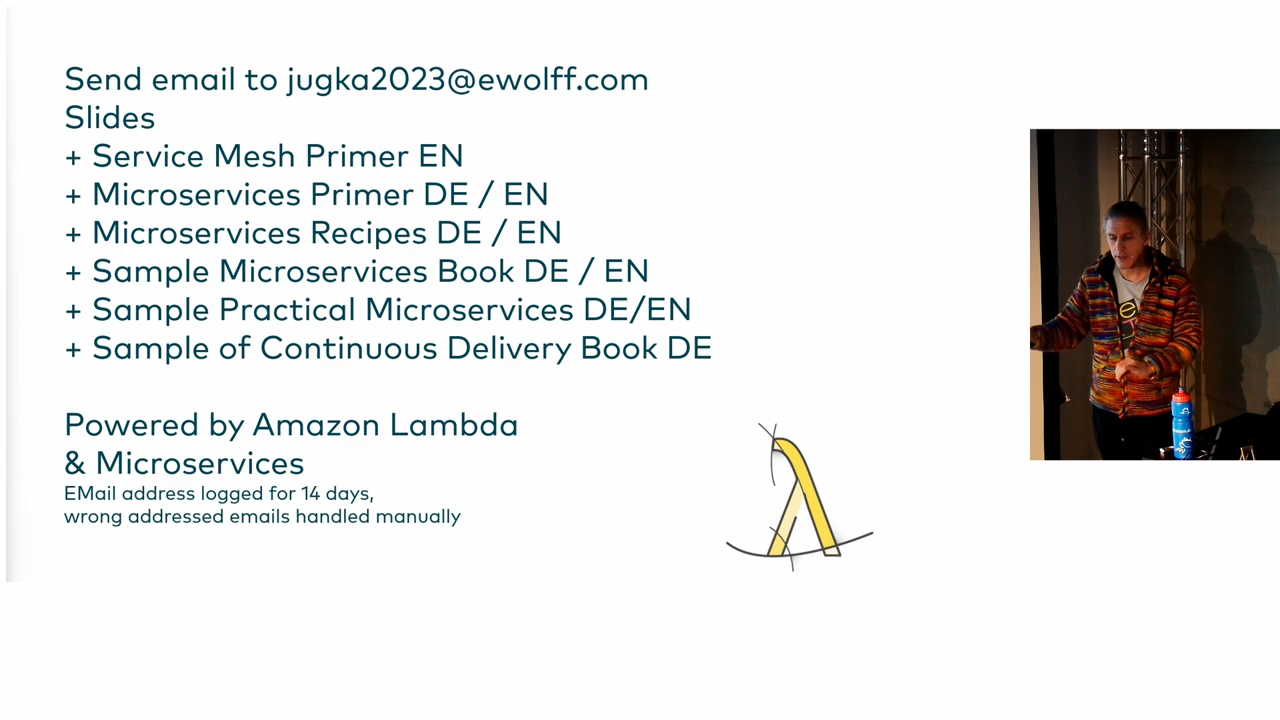 Send email to jugka2023@ewolff.com
Slides
+ Service Mesh Primer EN
+ Microservices Primer DE / EN
+ Microservices Recipes DE / EN
+ Sample Microservices Book DE / EN
+ Sample Practical Microservices DE/EN
+ Sample of Continuous Delivery Book DE
Powered by Amazon Lambda
& Microservices
EMail address logged for 14 days,
wrong addressed emails handled manually